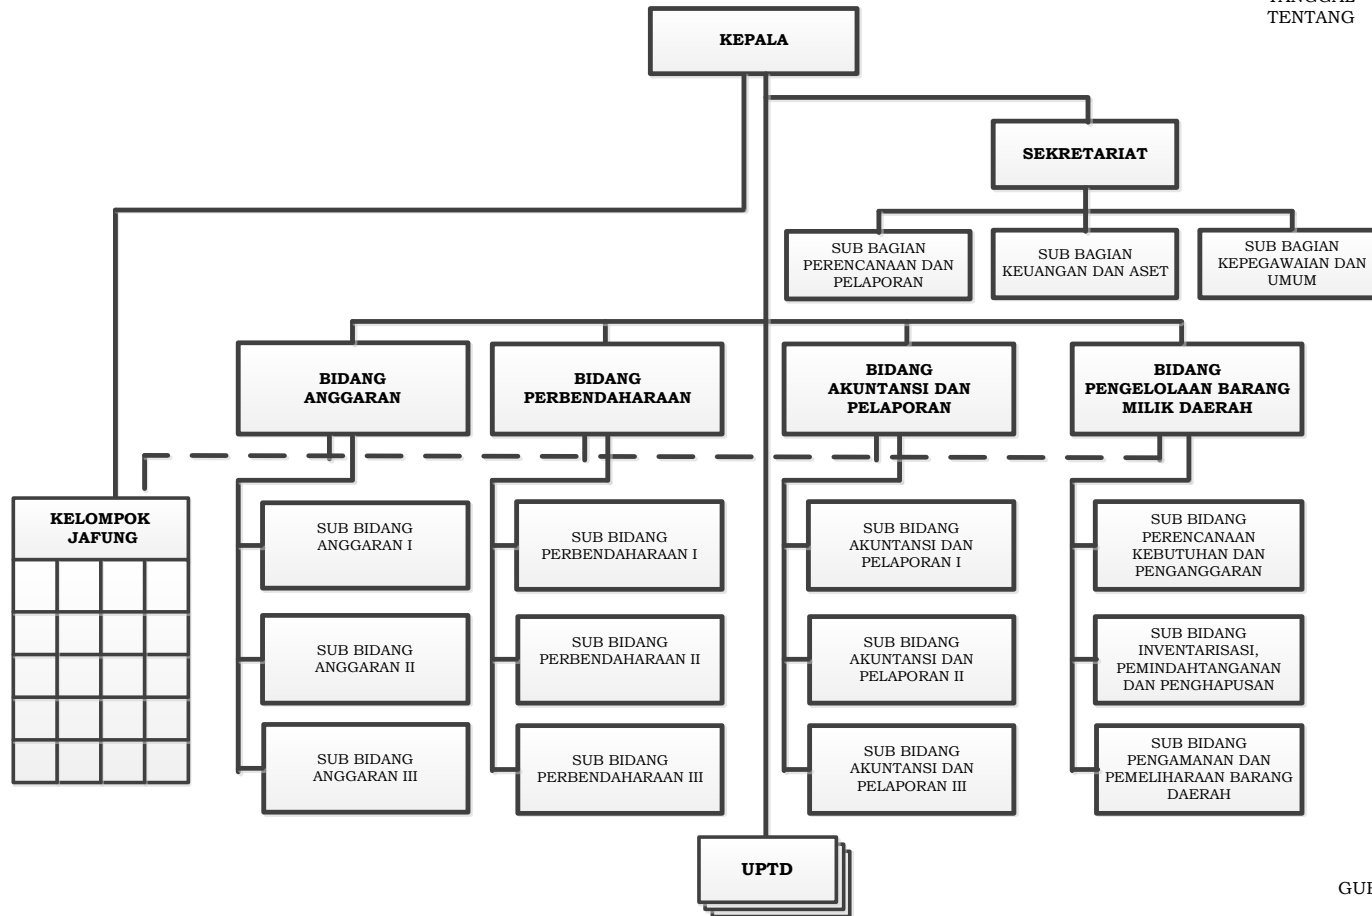 TENTANG
KEPALA
SEKRETARIAT
SUB BAGIAN
PERENCANAAN DAN
PELAPORAN
SUB BAGIAN
KEUANGAN DAN ASET
SUB BAGIAN
KEPEGAWAIAN DAN
UMUM
BIDANG
ANGGARAN
BIDANG
PERBENDAHARAAN
BIDANG
AKUNTANSI DAN
PELAPORAN
BIDANG
PENGELOLAAN BARANG
MILIK DAERAH
KELOMPOK
JAFUNG
SUB BIDANG
ANGGARAN I
SUB BIDANG
PERBENDAHARAAN I
SUB BIDANG
AKUNTANSI DAN
PELAPORAN I
SUB BIDANG
PERENCANAAN
KEBUTUHAN DAN
PENGANGGARAN
SUB BIDANG
ANGGARAN II
SUB BIDANG
PERBENDAHARAAN II
SUB BIDANG
AKUNTANSI DAN
PELAPORAN II
SUB BIDANG
INVENTARISASI,
PEMINDAHTANGANAN
DAN PENGHAPUSAN
SUB BIDANG
ANGGARAN III
SUB BIDANG
PERBENDAHARAAN III
SUB BIDANG
AKUNTANSI DAN
PELAPORAN III
SUB BIDANG
PENGAMANAN DAN
PEMELIHARAAN BARANG
DAERAH
UPTD